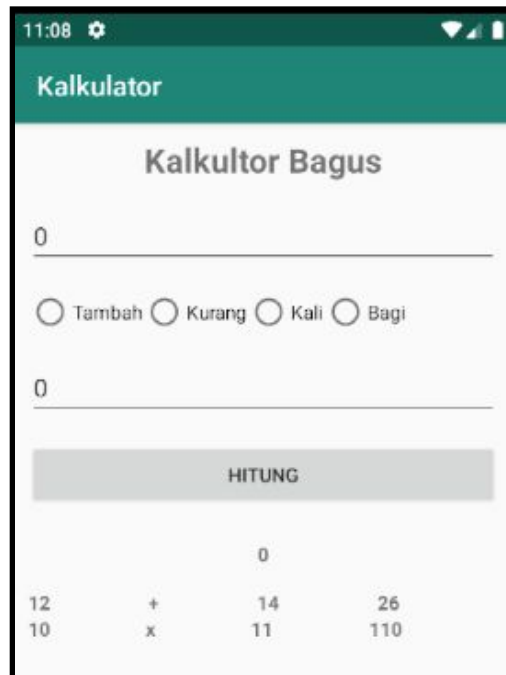 11:08
Kalkulator
Kalkultor Bagus
0
Tambah Kurang Kali Bagi
0
HITUNG
0
12 + 14 26
10 x 11 110